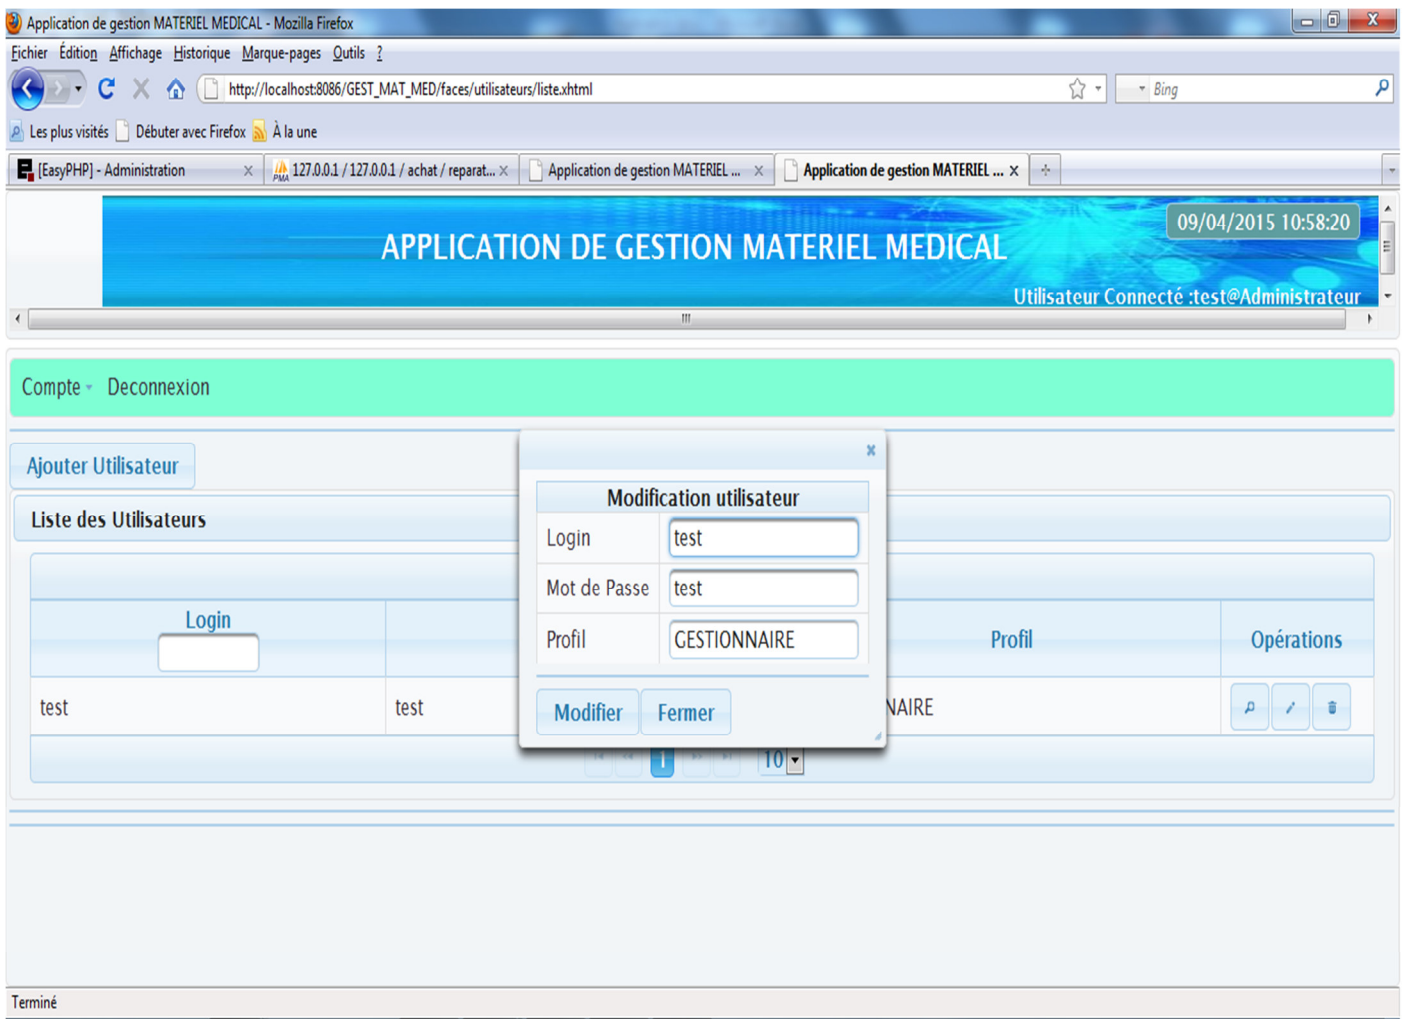 Application de gestion MATERIEL MEDICAL - Mozilla Firefox
Fichier Édition Affichage Historique Marque-pages Outils ?
http://localhost:8086/GEST_MAT_MED/faces/utilisateurs/liste.xhtml
Bing
Les plus visités Débuter avec Firefox À la une
[EasyPHP] - Administration
127.0.0.1 / 127.0.0.1 / achat / reparat...
Application de gestion MATERIEL ...
Application de gestion MATERIEL ...
09/04/2015 10:58:20
APPLICATION DE GESTION MATERIEL MEDICAL
Utilisateur Connecté :test@Administrateur
Compte Deconnexion
Ajouter Utilisateur
Liste des Utilisateurs
Modification utilisateur
Login test
Mot de Passe test
Profil GESTIONNAIRE
Modifier Fermer
Login Profil Opérations
test test NAIRE
1 10
Terminé